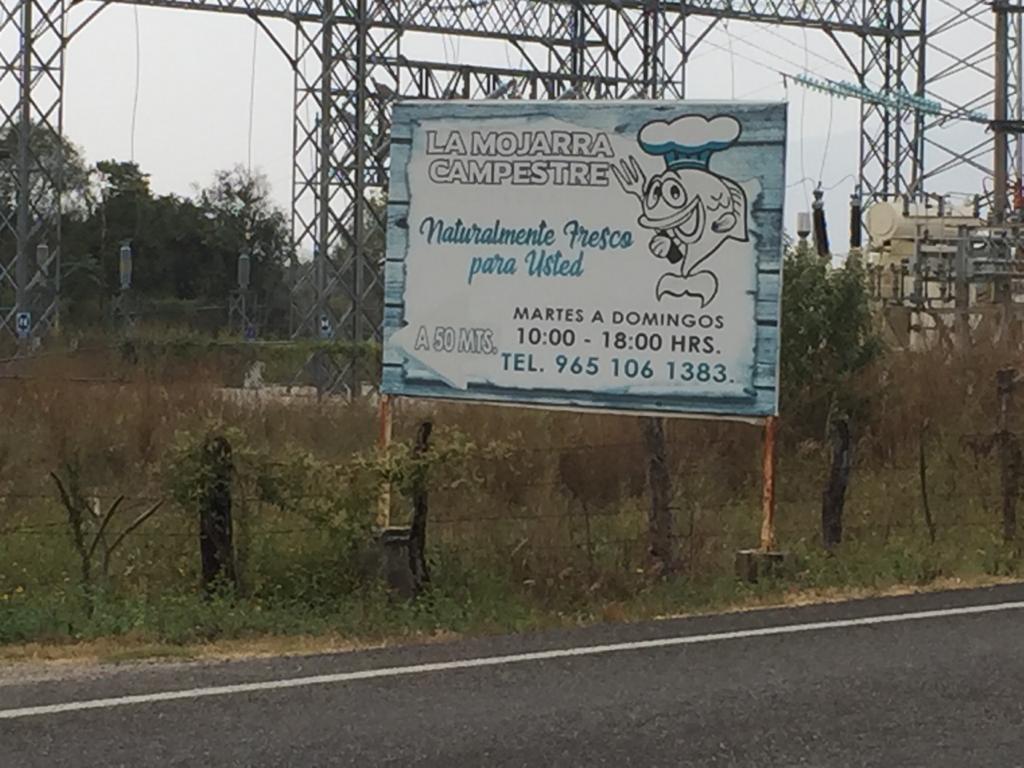 LA MOJARRA
CAMPESTRE
Naturalmente Fresco
para Usted
MARTES A DOMINGOS
10:00 - 18:00 HRS.
A 50 MTS.
TEL. 965 106 1383.